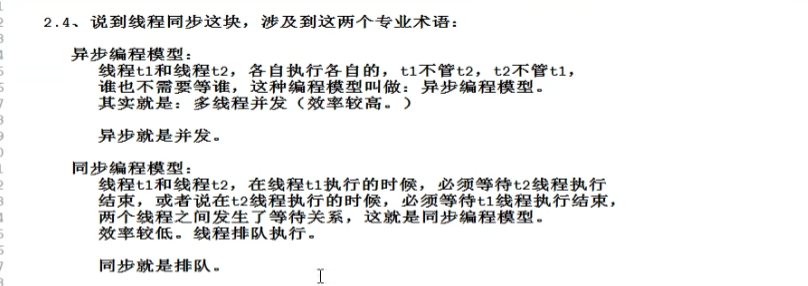 2.4、说到线程同步这块，涉及到这两个专业术语：
异步编程模型：
线程t1和线程t2，各自执行各自的，t1不管t2，t2不管t1，
谁也不需要等谁，这种编程模型叫做：异步编程模型。
其实就是：多线程并发（效率较高。）
异步就是并发。
同步编程模型：
线程t1和线程t2，在线程t1执行的时候，必须等待t2线程执行
结束，或者说在t2线程执行的时候，必须等待t1线程执行结束，
两个线程之间发生了等待关系，这就是同步编程模型。
效率较低。线程排队执行。
同步就是排队。